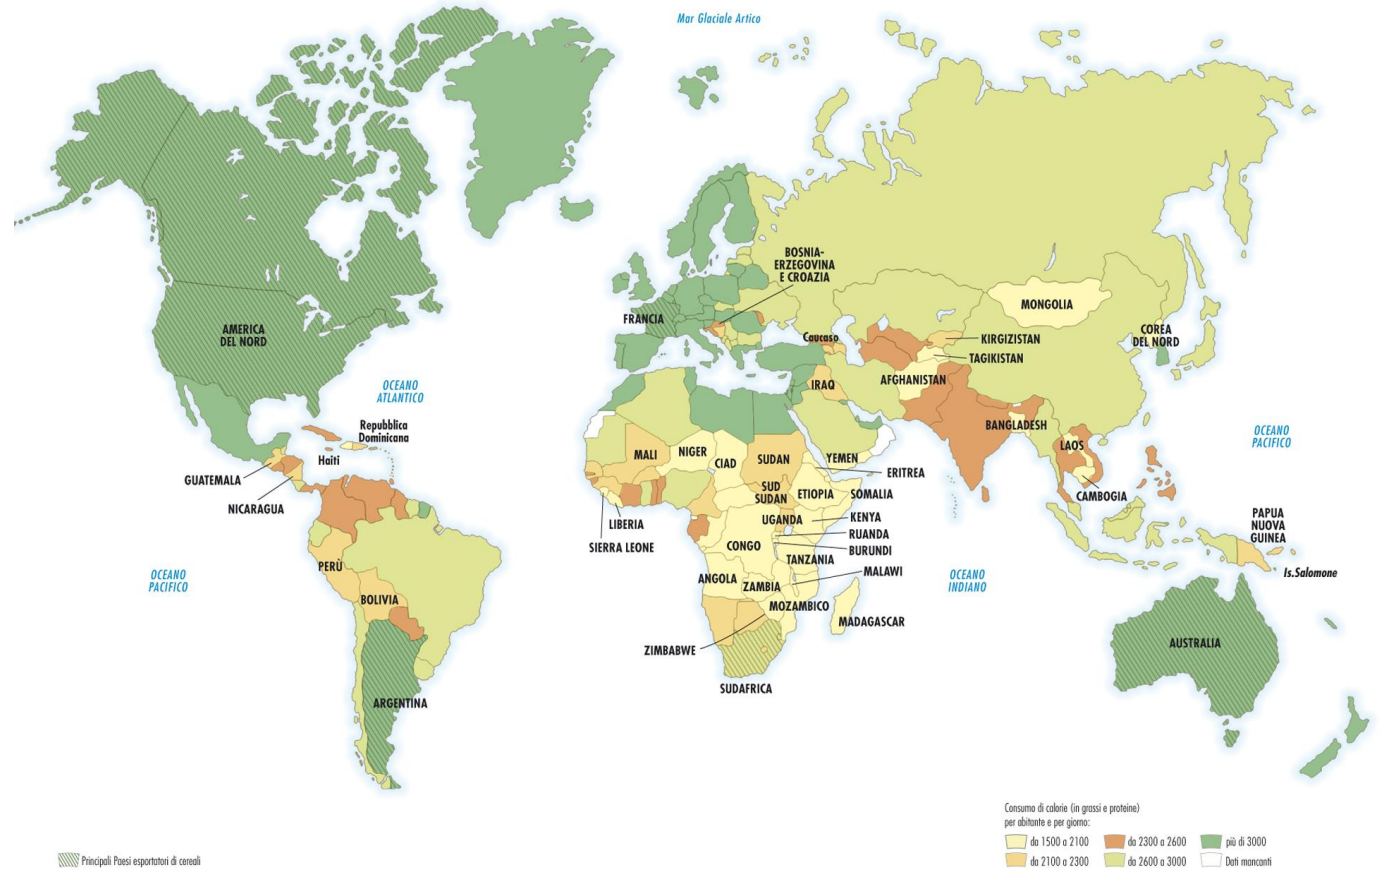 Mar Glaciale Artico
BOSNIA-
ERZEGOVINA
E CROAZIA
MONGOLIA
FRANCIA
AMERICA
DEL NORD
Caucaso
KIRGIZISTAN
COREA
DEL NORD
TAGIKISTAN
AFGHANISTAN
IRAQ
OCEANO
ATLANTICO
Repubblica
Dominicana
BANGLADESH
OCEANO
PACIFICO
LAOS
Haiti
MALI
NIGER
CIAD
SUDAN
YEMEN
ERITREA
GUATEMALA
NICARAGUA
SUD
SUDAN
ETIOPIA
SOMALIA
CAMBOGIA
LIBERIA
UGANDA
KENYA
PAPUA
NUOVA
GUINEA
SIERRA LEONE
RUANDA
CONGO
BURUNDI
TANZANIA
PERÙ
OCEANO
PACIFICO
ANGOLA
ZAMBIA
MALAWI
OCEANO
INDIANO
Is.Salomone
BOLIVIA
MOZAMBICO
MADAGASCAR
ZIMBABWE
AUSTRALIA
SUDAFRICA
ARGENTINA
Consumo di calorie (in grassi e proteine)
per abitante e per giorno:
da 1500 a 2100
da 2300 a 2600
più di 3000
da 2100 a 2300
da 2600 a 3000
Dati mancanti
Principali Paesi esportatori di cereali